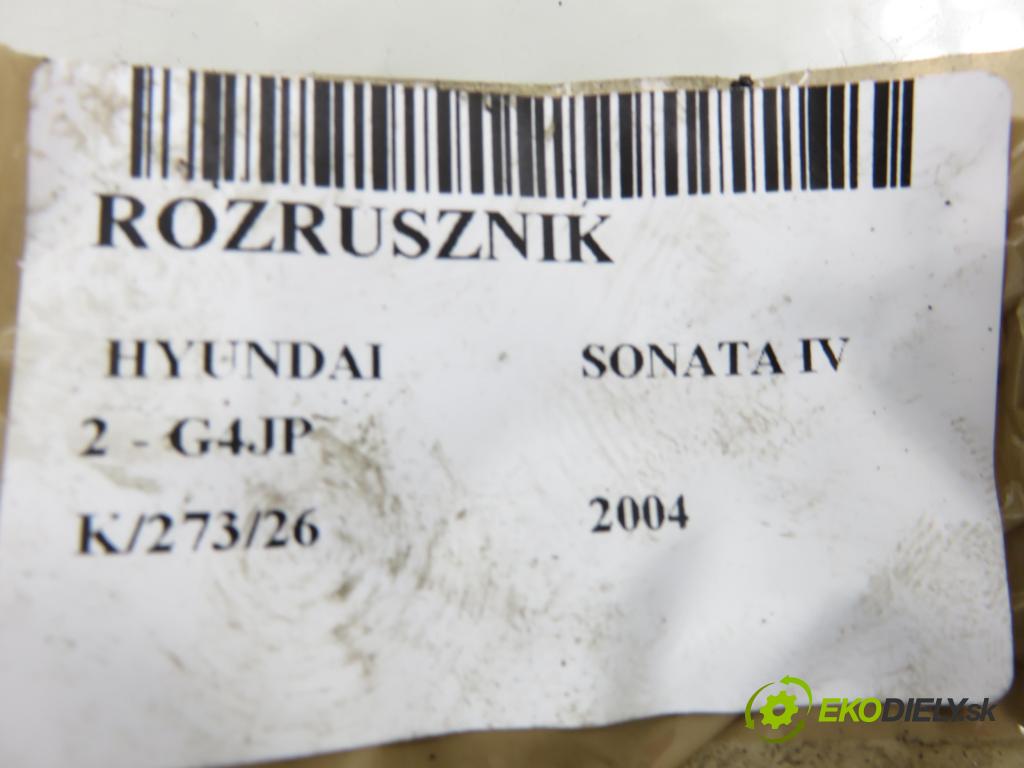 ROZRUSZNIK
HYUNDAI SONATA IV
2 - G4JP
K/273/26 2004
EKODIELY.sk